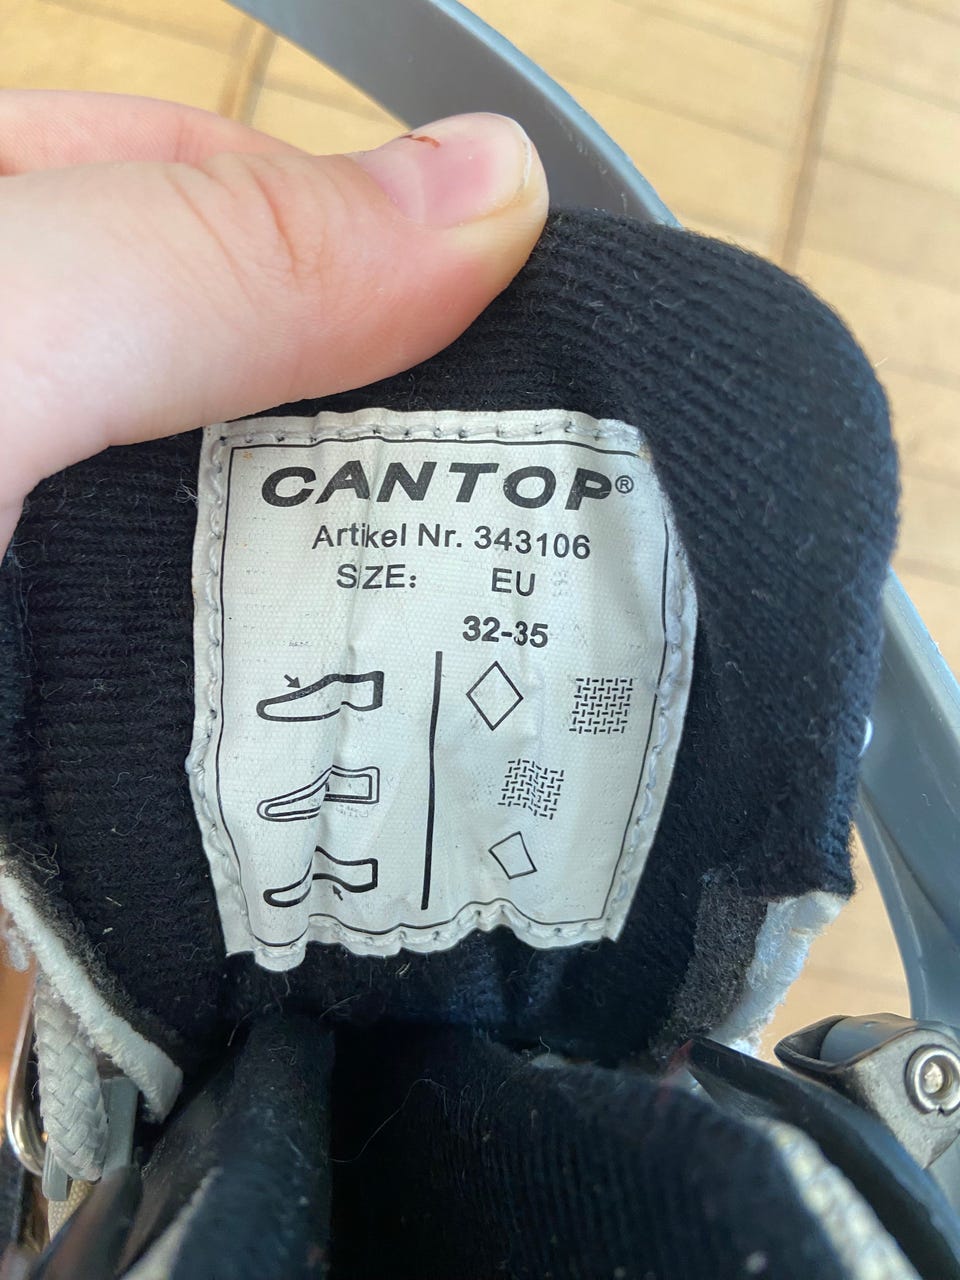 CANTOP®
Artikel Nr. 343106
SIZE: EU
32-35